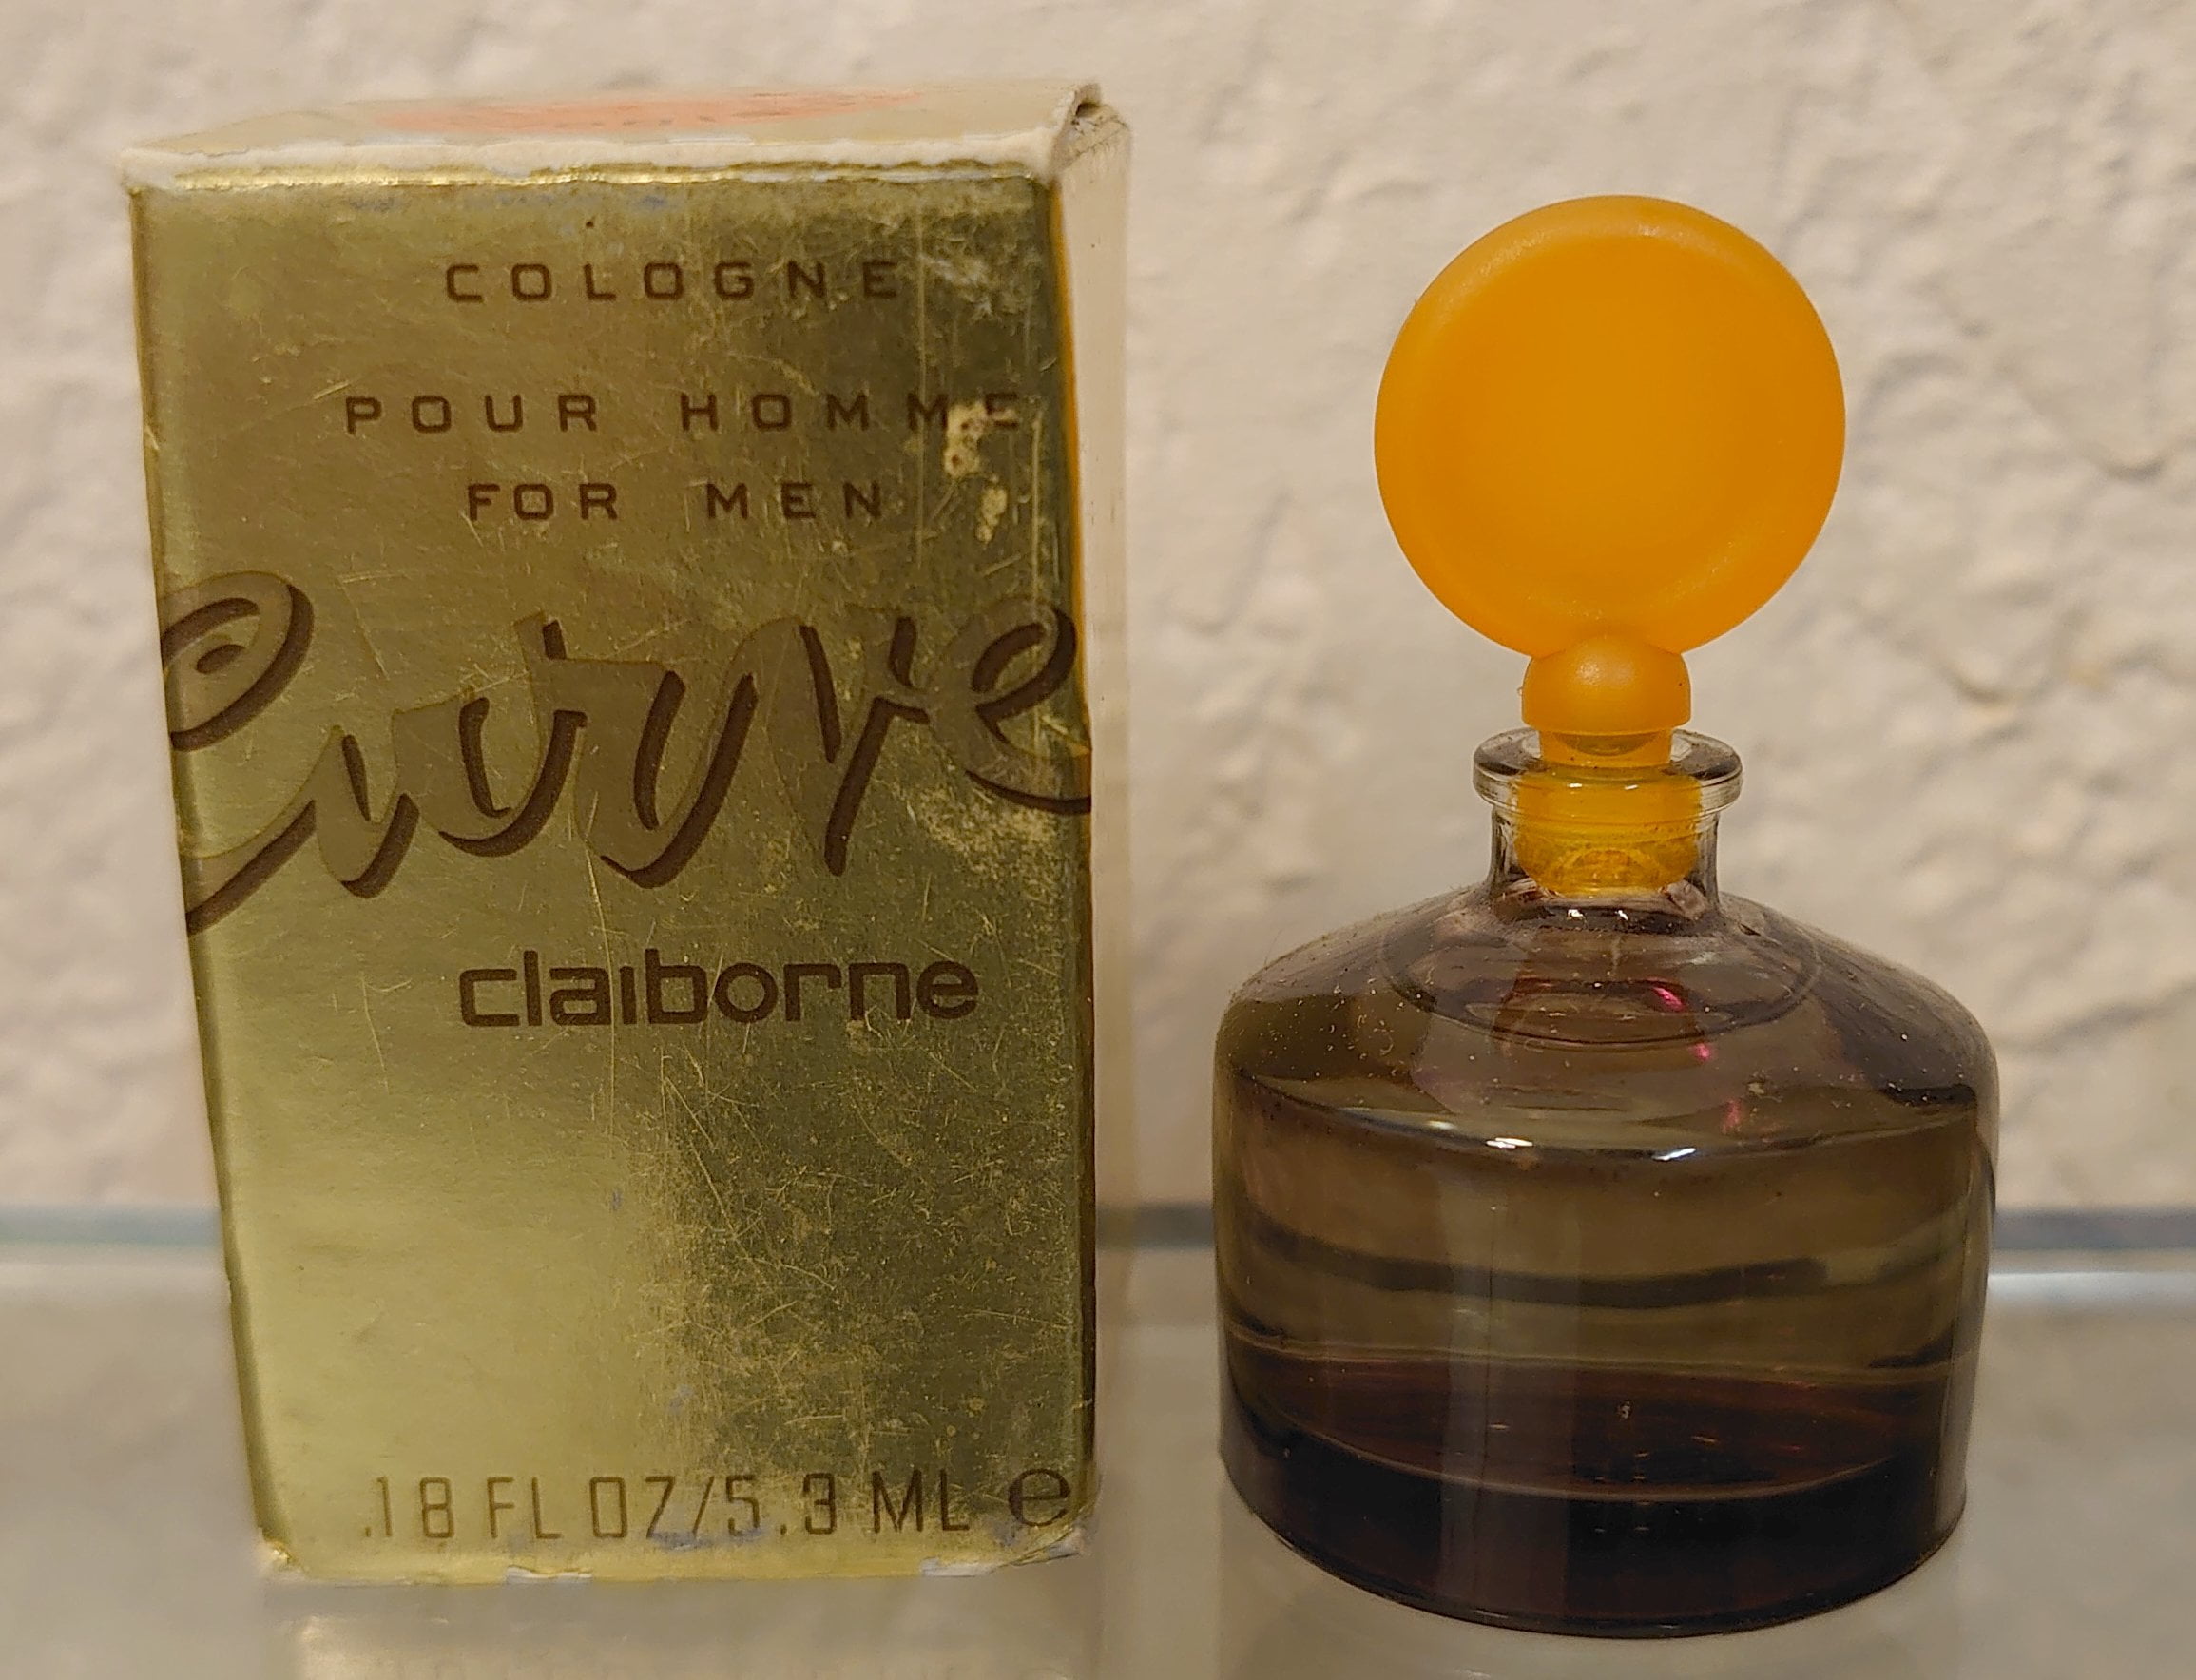 COLOGNE
POUR HOMME
FOR MEN
Curve
claiborne
.18 FL OZ/5.3 ML ℮